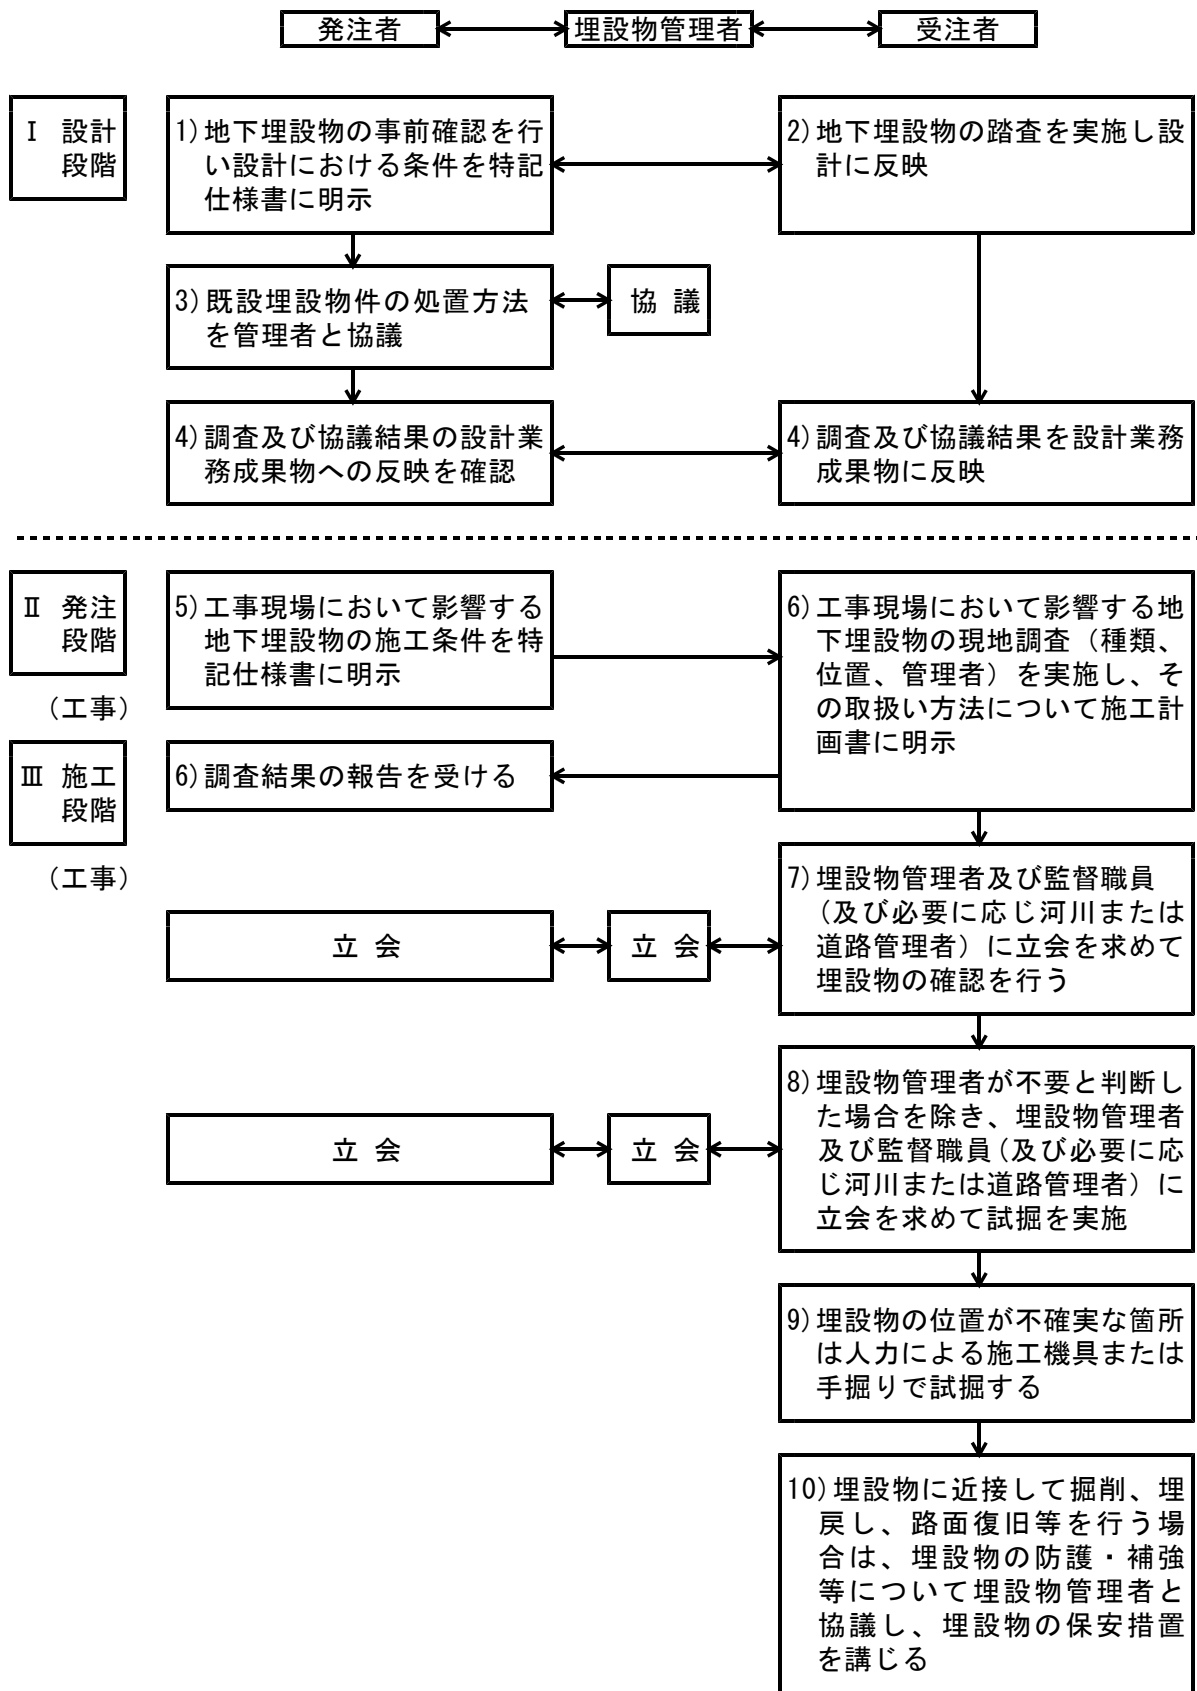 発注者
埋設物管理者
受注者
Ⅰ 設計
段階
1)地下埋設物の事前確認を行
い設計における条件を特記
仕様書に明示
2)地下埋設物の踏査を実施し設
計に反映
3)既設埋設物件の処置方法
を管理者と協議
協 議
4)調査及び協議結果の設計業
務成果物への反映を確認
4)調査及び協議結果を設計業務
成果物に反映
Ⅱ 発注
段階
(工事)
5)工事現場において影響する
地下埋設物の施工条件を特
記仕様書に明示
6)工事現場において影響する地
下埋設物の現地調査(種類、
位置、管理者)を実施し、そ
の取扱い方法について施工計
画書に明示
Ⅲ 施工
段階
(工事)
6)調査結果の報告を受ける
7)埋設物管理者及び監督職員
(及び必要に応じ河川または
道路管理者)に立会を求めて
埋設物の確認を行う
立 会
立 会
8)埋設物管理者が不要と判断し
た場合を除き、埋設物管理者
及び監督職員(及び必要に応
じ河川または道路管理者)に
立会を求めて試掘を実施
立 会
立 会
9)埋設物の位置が不確実な箇所
は人力による施工機具または
手掘りで試掘する
10)埋設物に近接して掘削、埋
戻し、路面復旧等を行う場
合は、埋設物の防護・補強
等について埋設物管理者と
協議し、埋設物の保安措置
を講じる